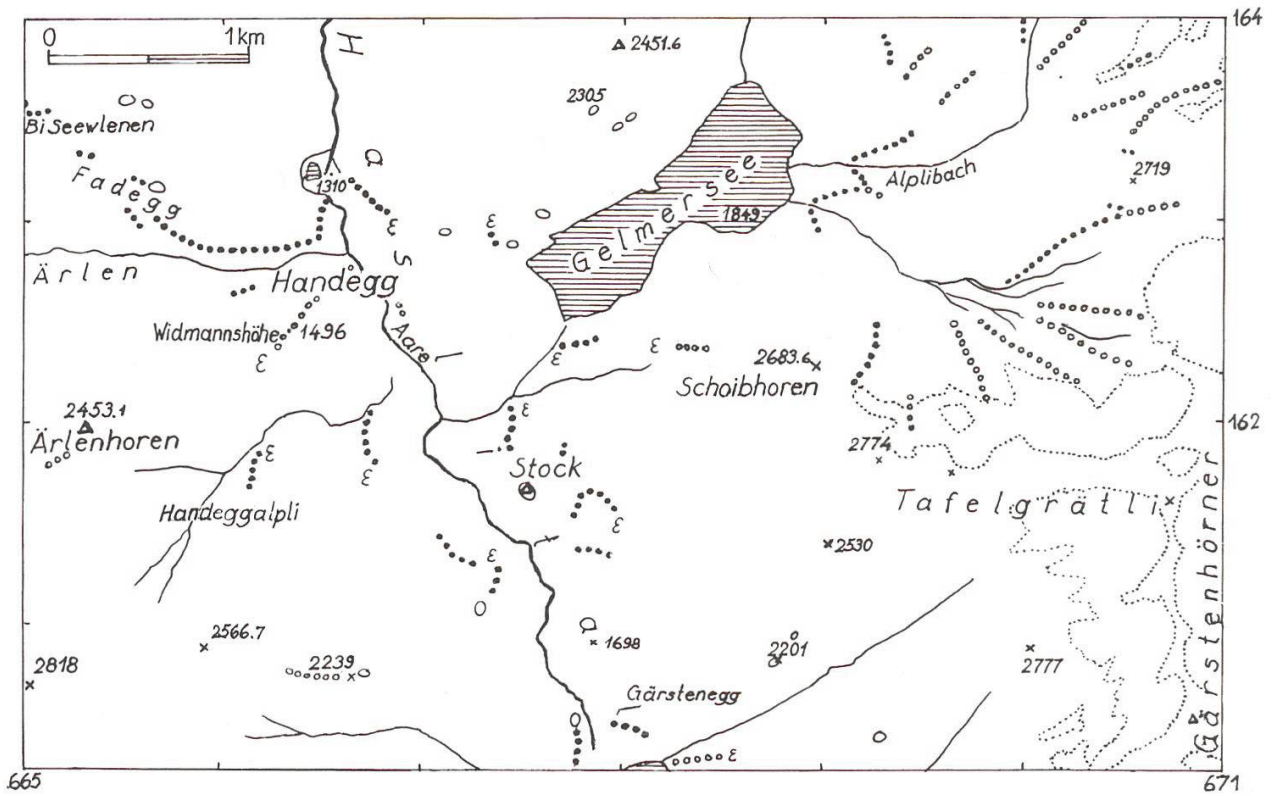 0 1km
H
2451.6
164
2305
Bi Seewlenen
Fadegg
1310
a
ε
Gelmersee
1849
Alplibach
2719
ε
s
Ärlen
Handegg
Widmannshöhe 1496
Aare
ε
l
ε
ε
2683.6
Schoibhoren
2453.1
Ärlenhoren
ε
i
162
ε
ε
Stock
2774
Tafelgrätli
Handeggalpli
ε
t
2530
ε
Gärstenhörner
2566.7
a
1698
2201
2818
2239
2777
Gärstenegg
ε
665
671